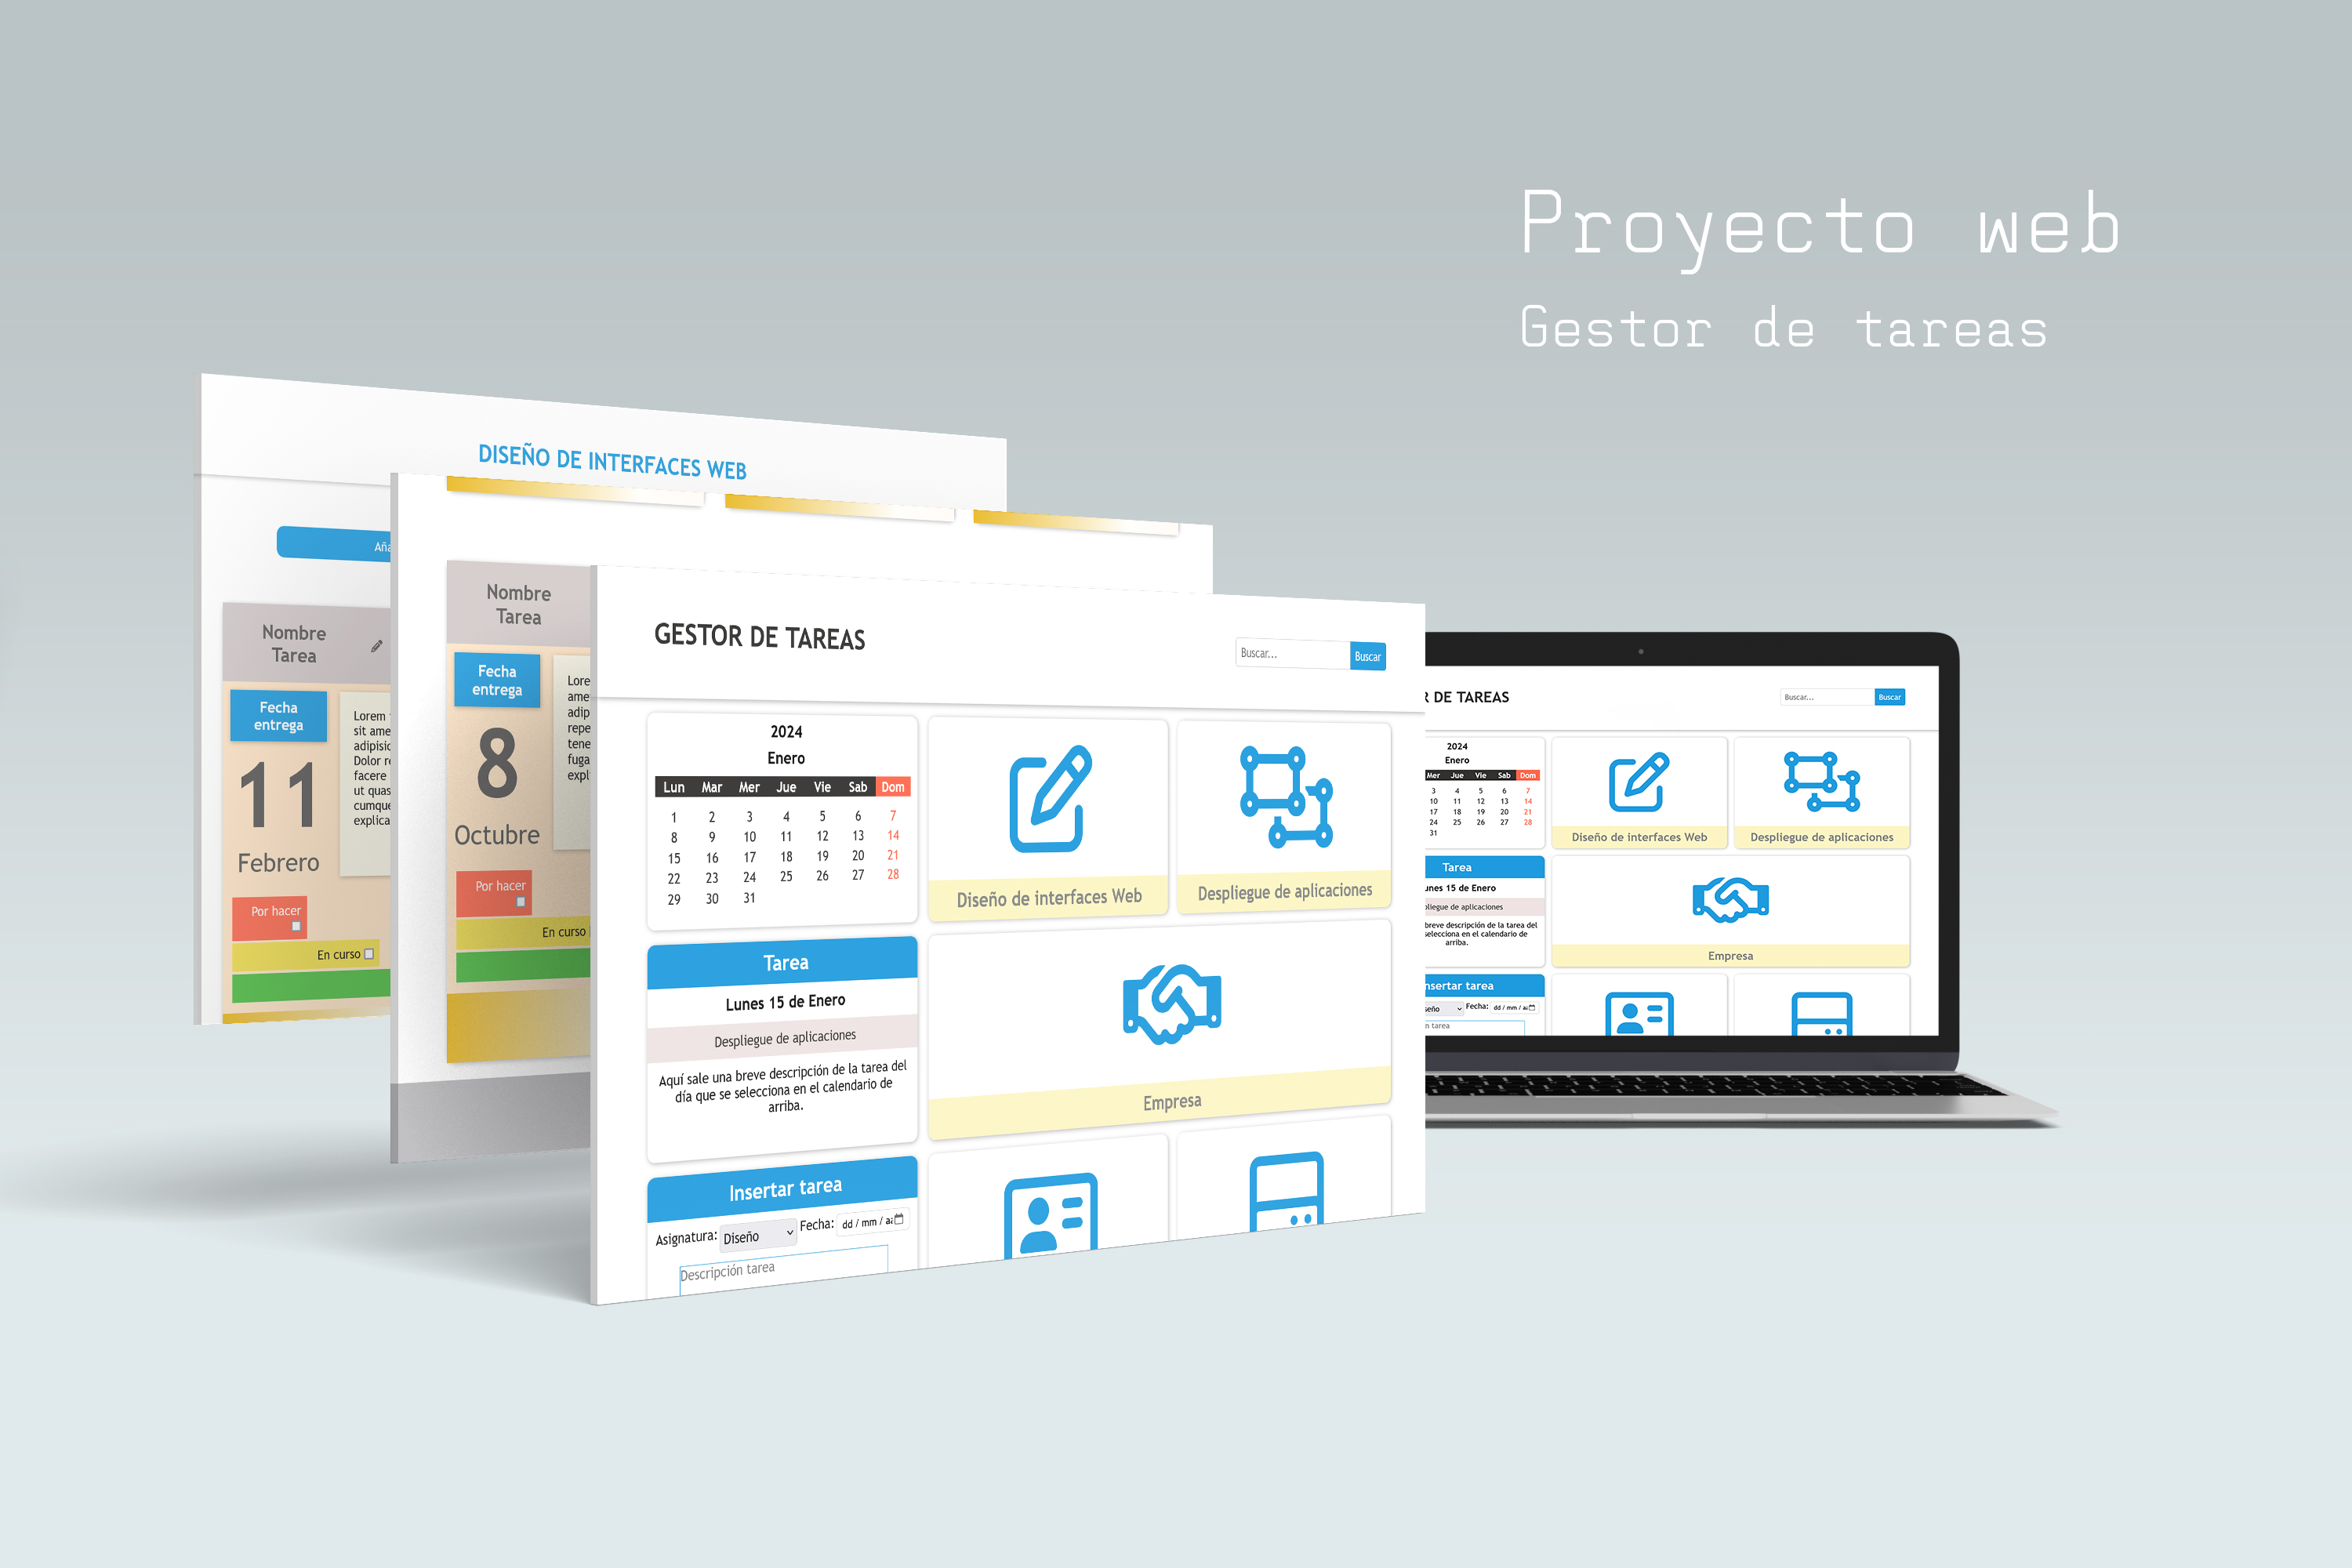 Proyecto web
Gestor de tareas
DISEÑO DE INTERFACES WEB
Nombre
Tarea
Fecha
entrega
11
Febrero
Lorem
sit ame
adipisic
Dolor r
facere
ut quas
cumque
explica
Por hacer
En curso
Nombre
Tarea
Fecha
entrega
8
Octubre
Lore
ame
adip
repe
tene
fuga
expl
Por hacer
En curso
GESTOR DE TAREAS
Buscar...
Buscar
2024
Enero
Lun Mar Mer Jue Vie Sab Dom
1 2 3 4 5 6 7
8 9 10 11 12 13 14
15 16 17 18 19 20 21
22 23 24 25 26 27 28
29 30 31
Diseño de interfaces Web
Despliegue de aplicaciones
Tarea
Lunes 15 de Enero
Despliegue de aplicaciones
Aquí sale una breve descripción de la tarea del
día que se selecciona en el calendario de
arriba.
Empresa
Insertar tarea
Asignatura: Diseño Fecha: dd / mm / aa
Descripción tarea
R DE TAREAS
Buscar...
Buscar
2024
Enero
Mer Jue Vie Sab Dom
3 4 5 6 7
10 11 12 13 14
17 18 19 20 21
24 25 26 27 28
31
Diseño de interfaces Web
Despliegue de aplicaciones
Tarea
unes 15 de Enero
liegue de aplicaciones
breve descripción de la tarea del
selecciona en el calendario de
arriba.
Empresa
nsertar tarea
seño Fecha: dd / mm / aa
n tarea